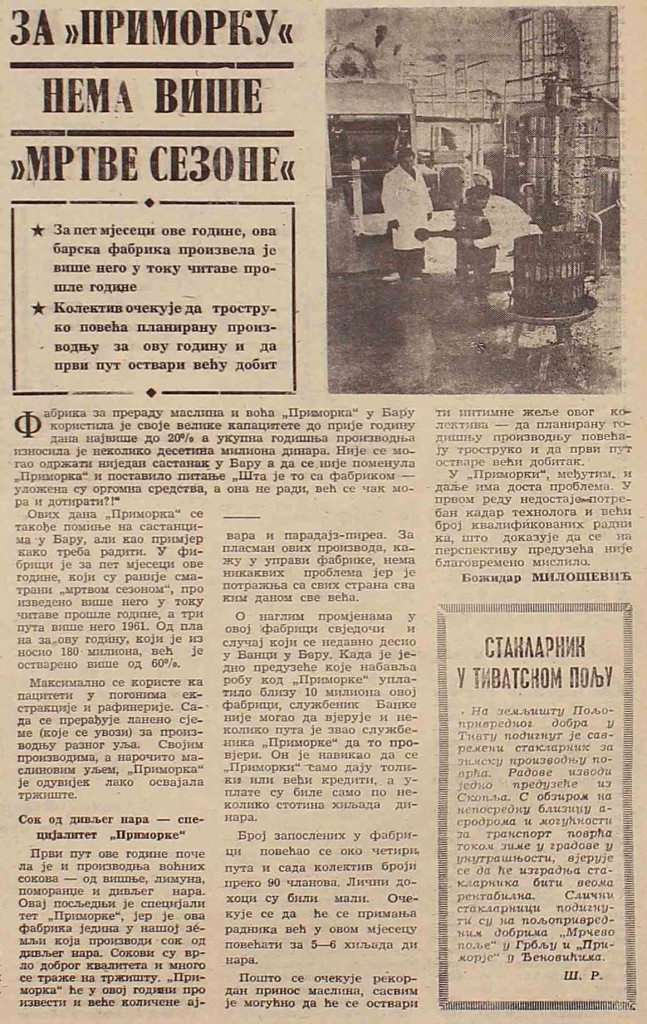 ЗА »ПРИМОРКУ«
НЕМА ВИШЕ
»МРТВЕ СЕЗОНЕ«
★ За пет мјесеци ове године, ова
барска фабрика произвела је
више него у току читаве про-
шле године
★ Колектив очекује да тростру-
ко повећа планирану произ-
водњу за ову годину и да
први пут оствари већу добит
Фабрика за прераду маслина и воћа „Приморка" у Бару
користила је своје велике капацитете до прије годину
дана највише до 20% а укупна годишња производња
износила је неколико десетина милиона динара. Није се мо-
гао одржати ниједан састанак у Бару а да се није поменула
„Приморка" и поставило питање „Шта је то са фабриком —
уложена су огромна средства, а она не ради, већ се чак мо-
ра и дотирати?!"
Ових дана „Приморка" се
такође помиње на састанци-
ма у Бару, али као примјер
како треба радити. У фа-
брици је за пет мјесеци ове
године, који су раније сма-
трани „мртвом сезоном", про
изведено више него у току
читаве прошле године, а три
пута више него 1961. Од пла
на за ову годину, који је из
носио 180 милиона, већ је
остварено више од 60%.
Максимално се користе ка
пацитети у погонима ек-
стракције и рафинерије. Са-
да се прерађује ланено сје-
ме (које се увози) за произ-
водњу разног уља. Својим
производима, а нарочито ма-
слиновим уљем, „Приморка"
је одувијек лако освајала
тржиште.
Сок од дивљег нара — спе-
цијалитет „Приморке"
Први пут ове године поче
ла је и производња воћних
сокова — од вишње, лимуна,
поморанџе и дивљег нара.
Овај посљедњи је специјали
тет „Приморке", јер је ова
фабрика једина у нашој зе-
мљи која производи сок од
дивљег нара. Сокови су вр-
ло доброг квалитета и много
се траже на тржишту. „При-
морка" ће у овој години про
извести и веће количине ај-
вара и парадајз-пиреа. За
пласман ових производа, ка-
жу у управи фабрике, нема
никаквих проблема јер је
потражња са свих страна сва
ким даном све већа.
О наглим промјенама у
овој фабрици свједочи и
случај који се недавно десио
у Банци у Бару. Када је је-
дно предузеће које набавља
робу код „Приморке" упла-
тило близу 10 милиона овој
фабрици, службеник Банке
није могао да вјерује и не-
колико пута је звао службе-
ника „Приморке" да то про-
вјери. Он је навикао да се
„Приморки" само дају толи-
ки или већи кредити, а у-
плате су биле само по не-
колико стотина хиљада ди-
нара.
Број запослених у фабри-
ци повећао се око четири
пута и сада колектив броји
преко 90 чланова. Лични до-
хоци су били мали. Оче-
кује се да ће се примања
радника већ у овом мјесецу
повећати за 5—6 хиљада ди
нара.
Пошто се очекује рекор-
дан принос маслина, сасвим
је могућно да ће се оствари
ти интимне жеље овог ко-
лектива — да планирану го-
дишњу производњу повећа-
ју троструко и да први пут
остваре већи добитак.
У „Приморки", међутим, и
даље има доста проблема. У
првом реду недостаје потре-
бан кадар технолога и већи
број квалификованих радни
ка, што доказује да се на
перспективу предузећа није
благовремено мислило.
Божидар МИЛОШЕВИЋ
СТАКЛАРНИК
У ТИВАТСКОМ ПОЉУ
На земљишту Пољо-
привредног добра у
Тивту подигнут је сав-
ремени стакларник за
зимску производњу по-
врћа. Радове изводи
једно предузеће из
Скопља. С обзиром на
непосредну близину а-
еродрома и могућности
за транспорт поврћа
током зиме у градове у
унутрашњости, вјерује
се да ће изградња ста-
кларника бити веома
рентабилна. Слични
стакларници подигну-
ти су на пољопривред-
ним добрима „Мрчево
поље" у Грбљу и „При-
морје" у Ђеновићима.
Ш. Р.